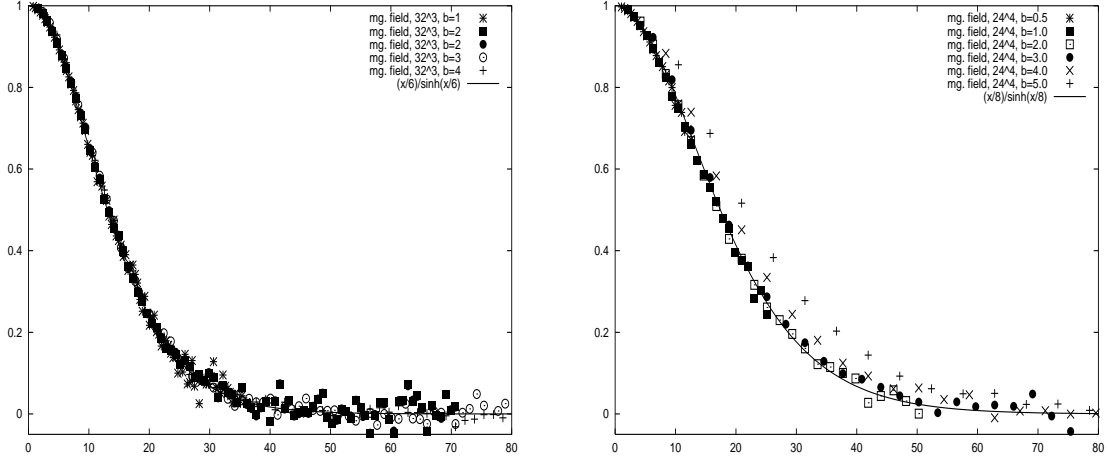 1
0.8
0.6
0.4
0.2
0
0 10 20 30 40 50 60 70 80
mg. field, 32^3, b=1
mg. field, 32^3, b=2
mg. field, 32^3, b=2
mg. field, 32^3, b=3
mg. field, 32^3, b=4
(x/6)/sinh(x/6)
1
0.8
0.6
0.4
0.2
0
0 10 20 30 40 50 60 70 80
mg. field, 24^4, b=0.5
mg. field, 24^4, b=1.0
mg. field, 24^4, b=2.0
mg. field, 24^4, b=3.0
mg. field, 24^4, b=4.0
mg. field, 24^4, b=5.0
(x/8)/sinh(x/8)